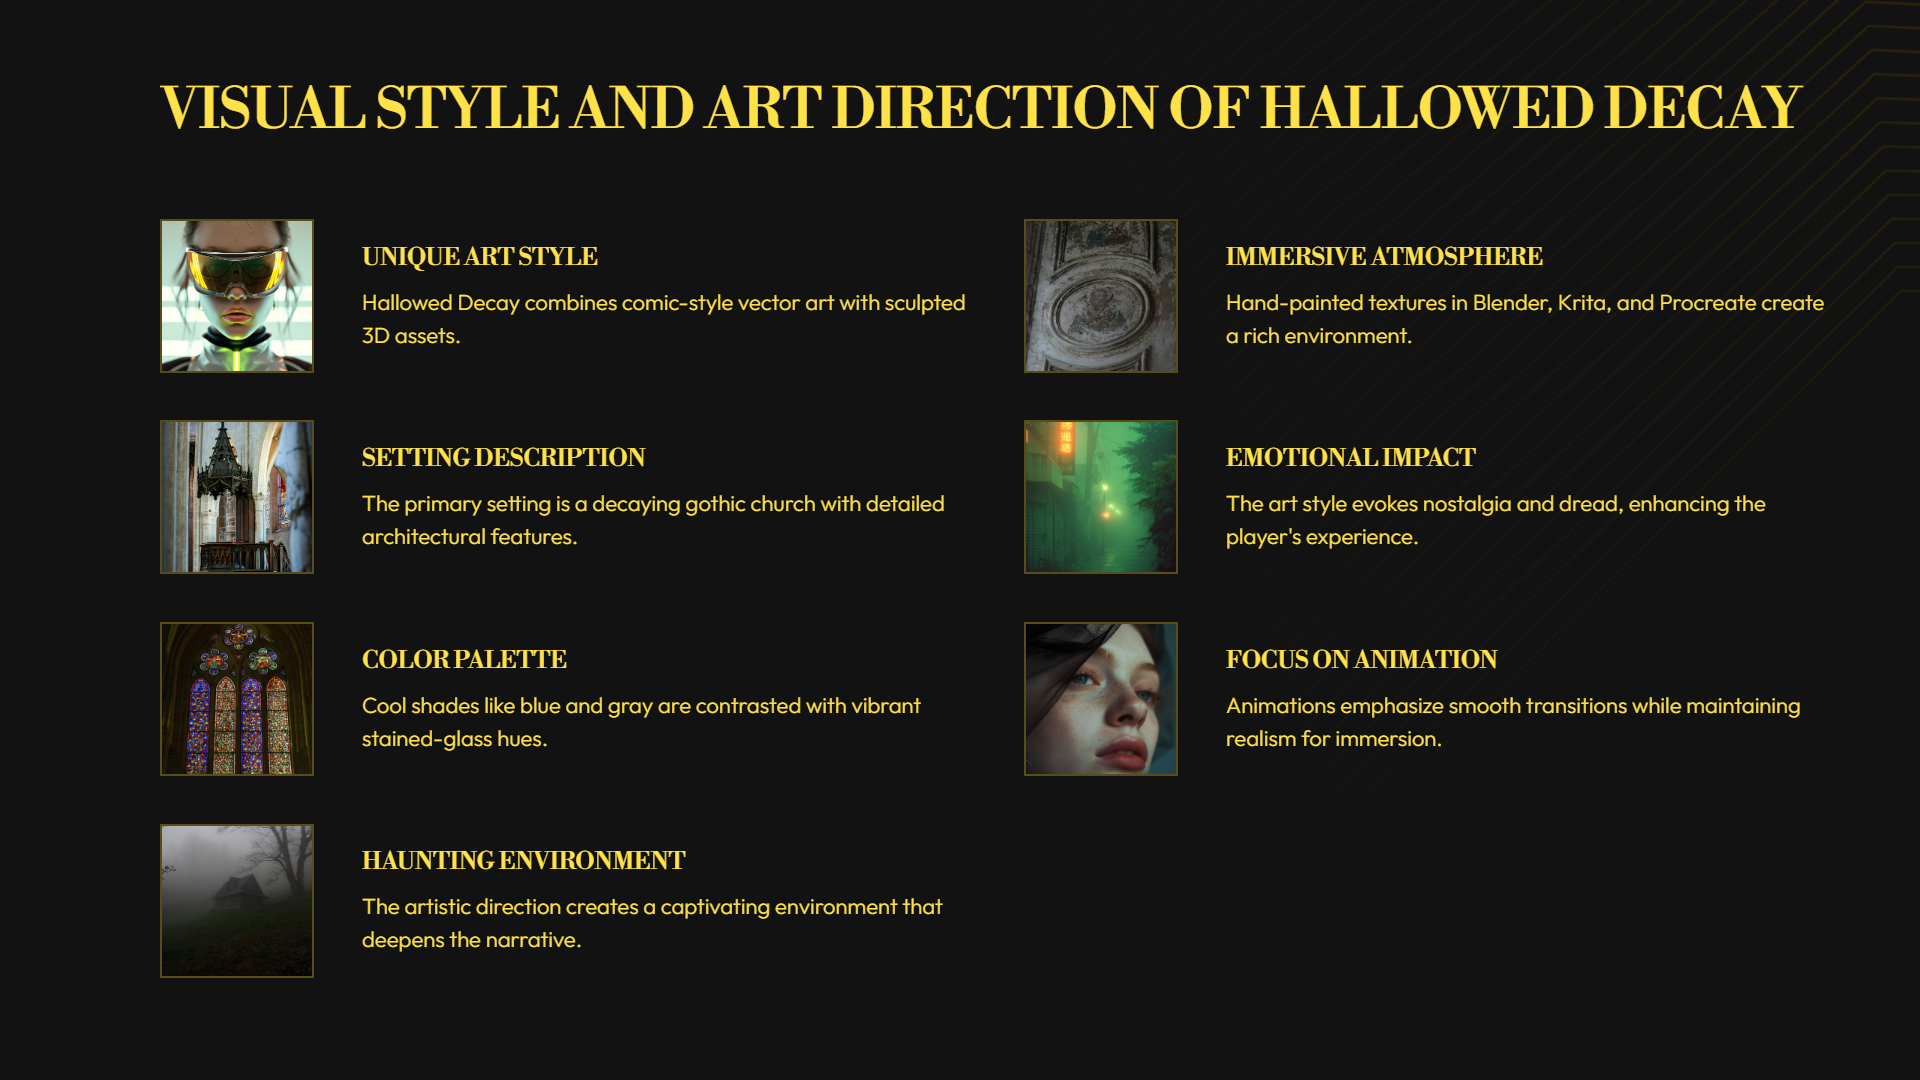 VISUAL STYLE AND ART DIRECTION OF HALLOWED DECAY
UNIQUE ART STYLE
Hallowed Decay combines comic-style vector art with sculpted
3D assets.
IMMERSIVE ATMOSPHERE
Hand-painted textures in Blender, Krita, and Procreate create
a rich environment.
SETTING DESCRIPTION
The primary setting is a decaying gothic church with detailed
architectural features.
EMOTIONAL IMPACT
The art style evokes nostalgia and dread, enhancing the
player's experience.
COLOR PALETTE
Cool shades like blue and gray are contrasted with vibrant
stained-glass hues.
FOCUS ON ANIMATION
Animations emphasize smooth transitions while maintaining
realism for immersion.
HAUNTING ENVIRONMENT
The artistic direction creates a captivating environment that
deepens the narrative.